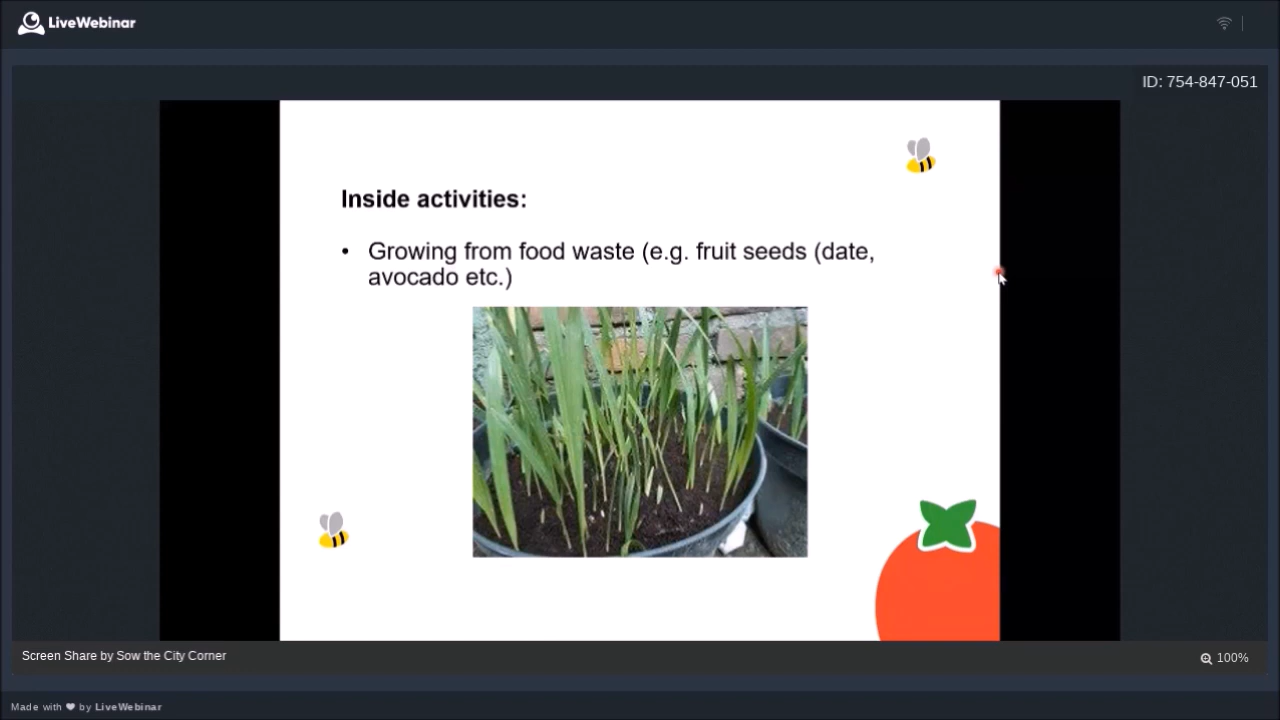 LiveWebinar
ID: 754-847-051
Inside activities:
• Growing from food waste (e.g. fruit seeds (date,
avocado etc.)
Screen Share by Sow the City Corner
100%
Made with ❤ by LiveWebinar